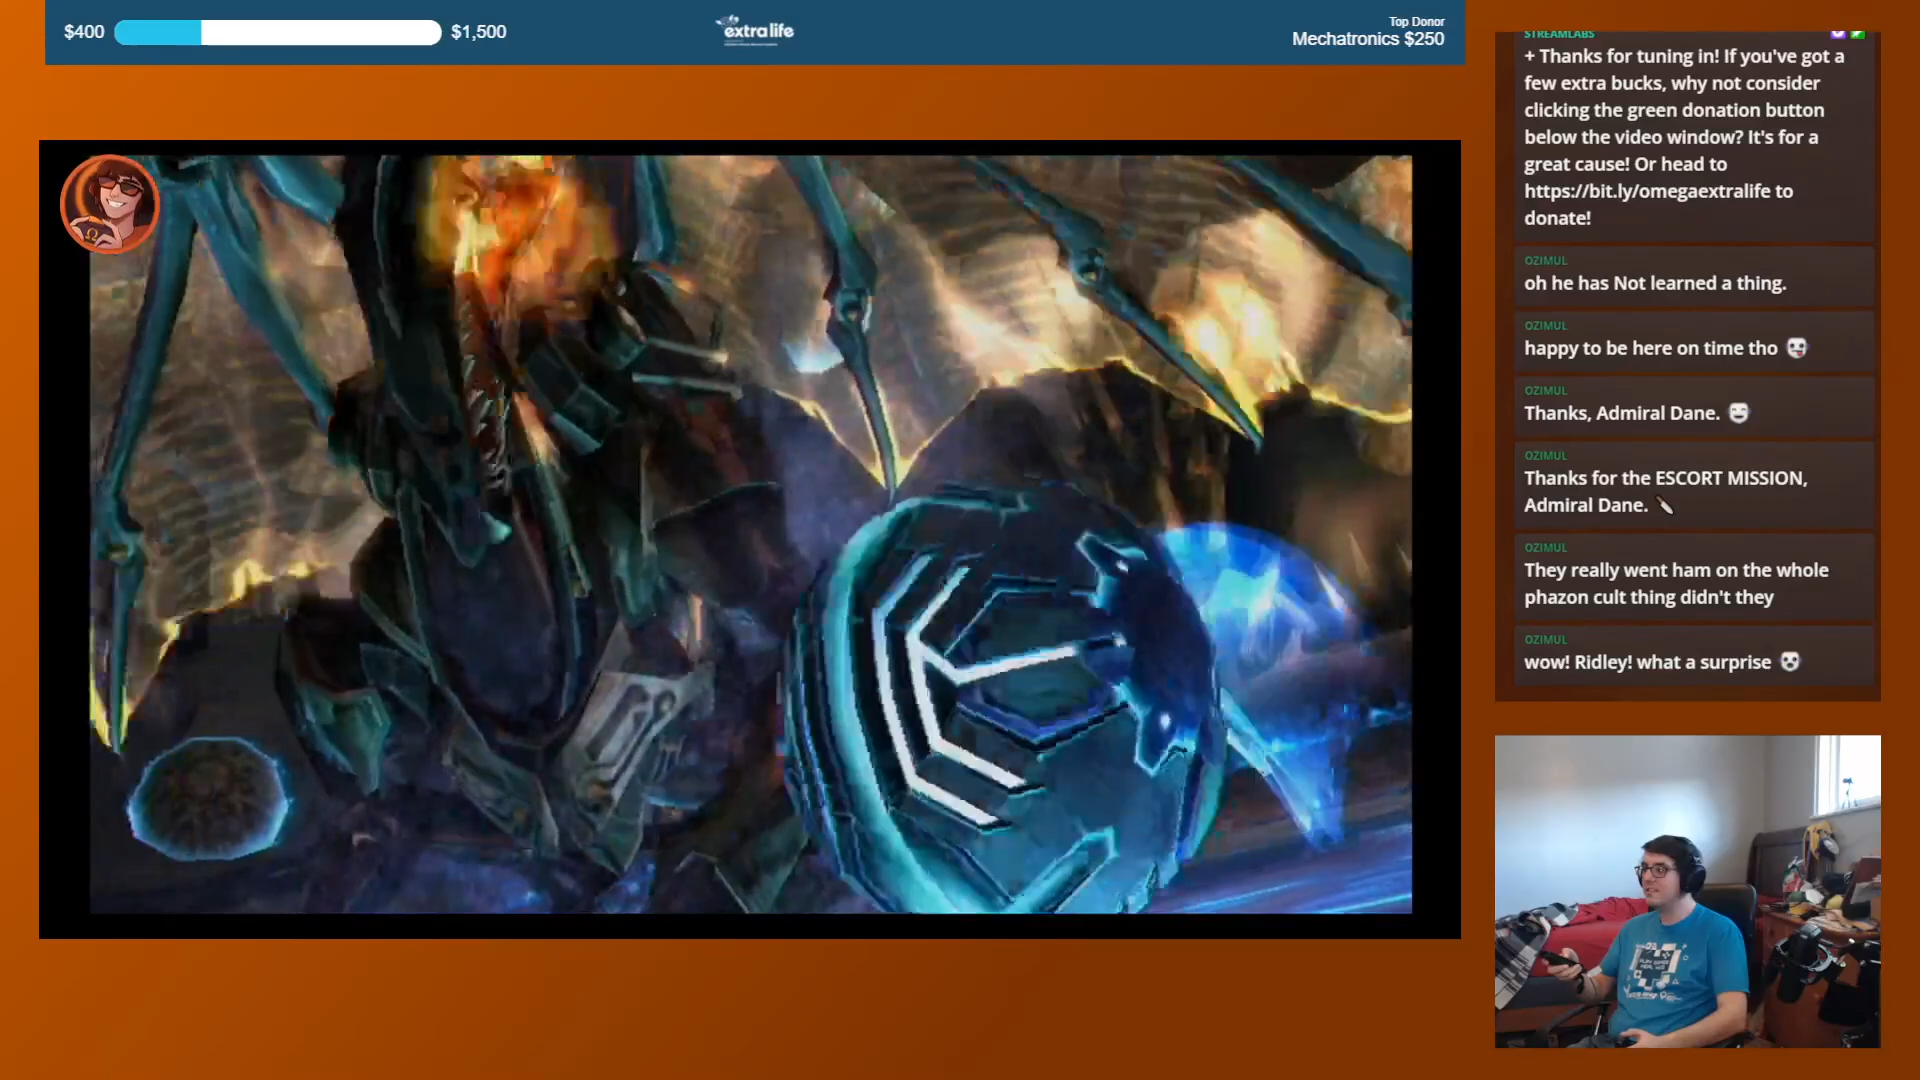 $400
$1,500
extralife
Top Donor
Mechatronics $250
STREAMLABS
+ Thanks for tuning in! If you've got a
few extra bucks, why not consider
clicking the green donation button
below the video window? It's for a
great cause! Or head to
https://bit.ly/omegaextralife to
donate!
OZIMUL
oh he has Not learned a thing.
OZIMUL
happy to be here on time tho
OZIMUL
Thanks, Admiral Dane.
OZIMUL
Thanks for the ESCORT MISSION,
Admiral Dane.
OZIMUL
They really went ham on the whole
phazon cult thing didn't they
OZIMUL
wow! Ridley! what a surprise
Ω